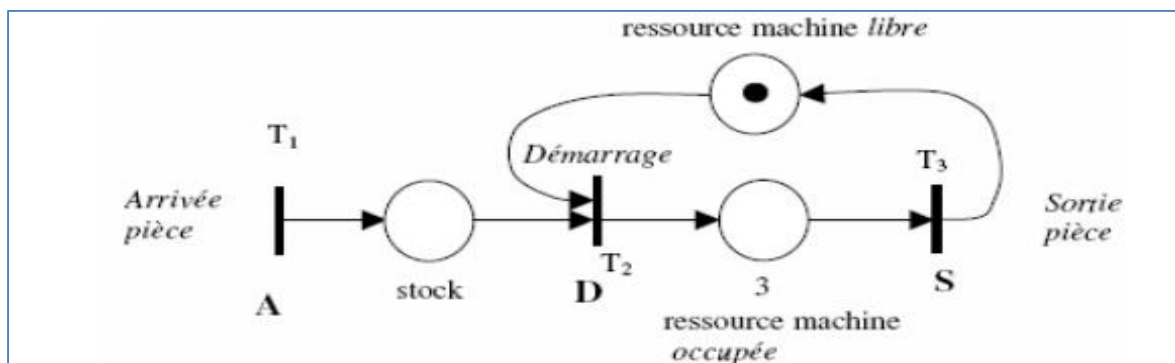 ressource machine libre
T₁
Démarrage
T₃
Arrivée
pièce
Sortie
pièce
stock
T₂
A
D
3
S
ressource machine
occupée